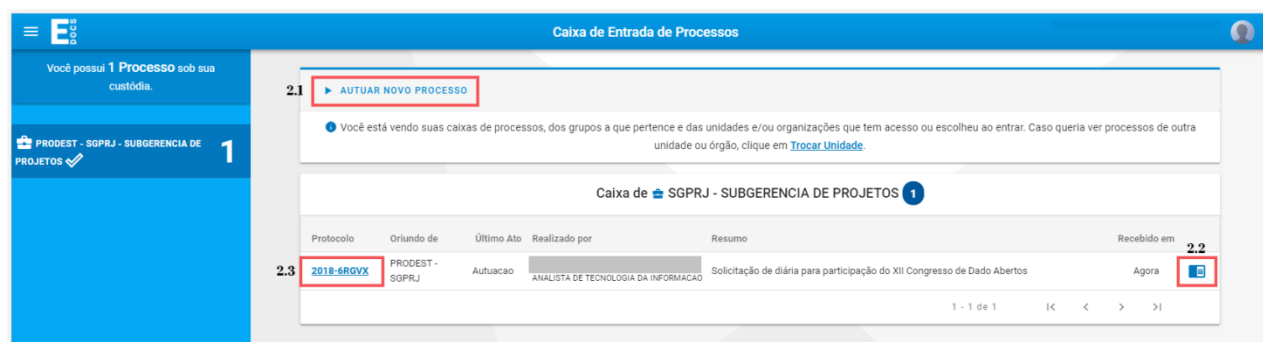 E DOCS
Caixa de Entrada de Processos
Você possui 1 Processo sob sua
custódia.
PRODEST - SGPRJ - SUBGERENCIA DE
PROJETOS
1
2.1
AUTUAR NOVO PROCESSO
Você está vendo suas caixas de processos, dos grupos a que pertence e das unidades e/ou organizações que tem acesso ou escolheu ao entrar. Caso queria ver processos de outra
unidade ou órgão, clique em Trocar Unidade.
Caixa de SGPRJ - SUBGERENCIA DE PROJETOS 1
Protocolo Oriundo de Último Ato Realizado por Resumo Recebido em
2.2
2.3
2018-6RGVX
PRODEST -
SGPRJ
Autuacao
ANALISTA DE TECNOLOGIA DA INFORMACAO
Solicitação de diária para participação do XII Congresso de Dado Abertos
Agora
1 - 1 de 1